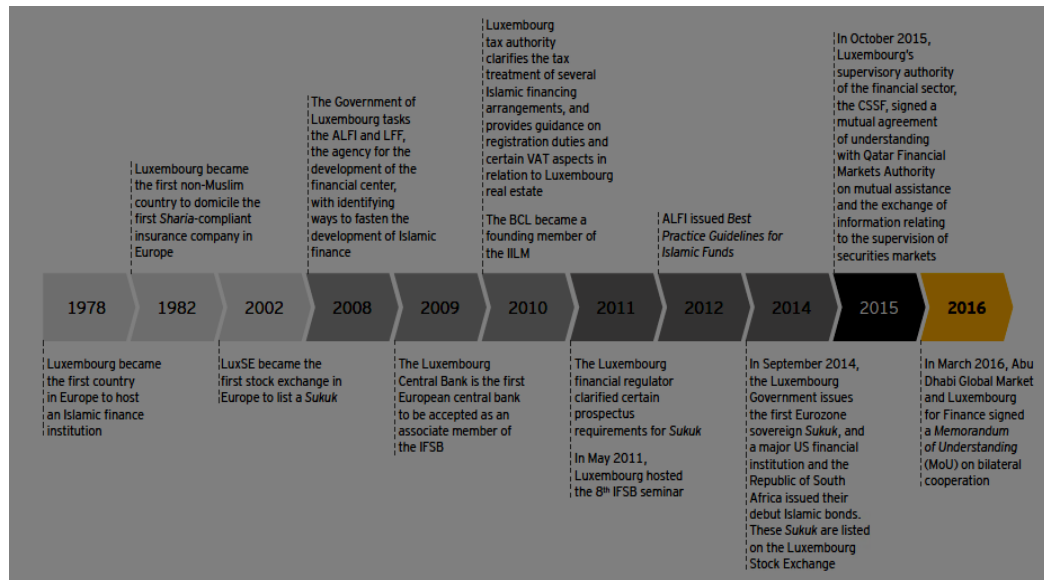 Luxembourg
tax authority
clarifies the tax
treatment of several
Islamic financing
arrangements, and
provides guidance on
registration duties and
certain VAT aspects in
relation to Luxembourg
real estate
The BCL became a
founding member of
the IILM
In October 2015,
Luxembourg's
supervisory authority
of the financial sector,
the CSSF, signed a
mutual agreement
of understanding
with Qatar Financial
Markets Authority
on mutual assistance
and the exchange of
information relating
to the supervision of
securities markets
The Government of
Luxembourg tasks
the ALFI and LFF,
the agency for the
development of the
financial center,
with identifying
ways to fasten the
development of Islamic
finance
Luxembourg became
the first non-Muslim
country to domicile the
first Sharia-compliant
insurance company in
Europe
ALFI issued Best
Practice Guidelines for
Islamic Funds
1978
1982
2002
2008
2009
2010
2011
2012
2014
2015
2016
Luxembourg became
the first country
in Europe to host
an Islamic finance
institution
LuxSE became the
first stock exchange in
Europe to list a Sukuk
The Luxembourg
Central Bank is the first
European central bank
to be accepted as an
associate member of
the IFSB
The Luxembourg
financial regulator
clarified certain
prospectus
requirements for Sukuk
In May 2011,
Luxembourg hosted
the 8th IFSB seminar
In September 2014,
the Luxembourg
Government issues
the first Eurozone
sovereign Sukuk, and
a major US financial
institution and the
Republic of South
Africa issued their
debut Islamic bonds.
These Sukuk are listed
on the Luxembourg
Stock Exchange
In March 2016, Abu
Dhabi Global Market
and Luxembourg
for Finance signed
a Memorandum
of Understanding
(MoU) on bilateral
cooperation